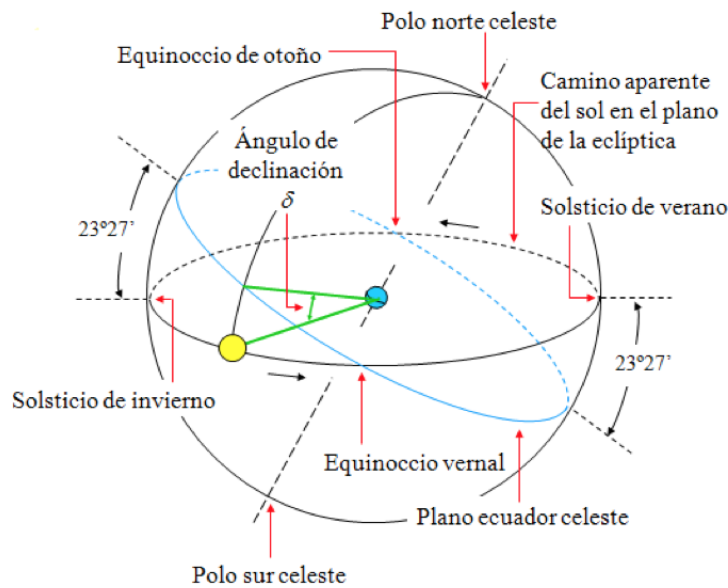 Polo norte celeste
Equinoccio de otoño
Camino aparente
del sol en el plano
de la eclíptica
Ángulo de
declinación
δ
Solsticio de verano
23º27’
23º27’
Solsticio de invierno
Equinoccio vernal
Plano ecuador celeste
Polo sur celeste